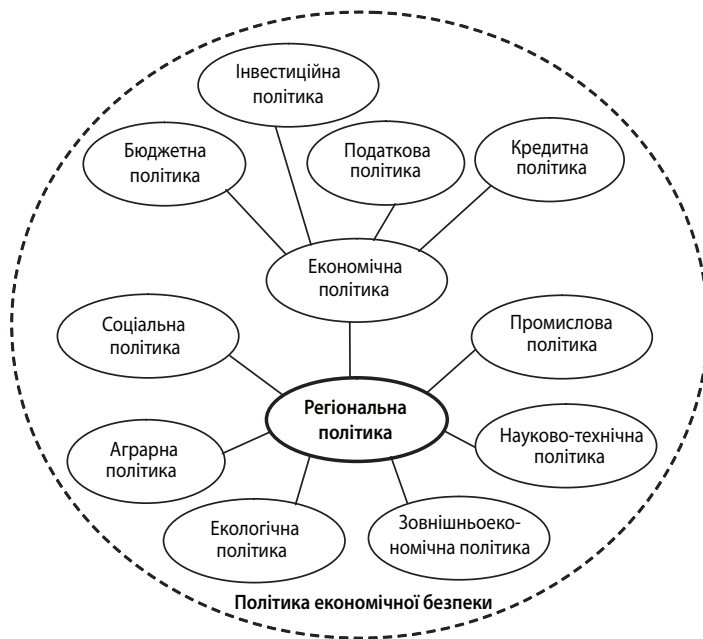 Інвестиційна
політика
Бюджетна
політика
Податкова
політика
Кредитна
політика
Економічна
політика
Соціальна
політика
Промислова
політика
Регіональна
політика
Аграрна
політика
Науково-технічна
політика
Екологічна
політика
Зовнішньоеко-
номічна політика
Політика економічної безпеки